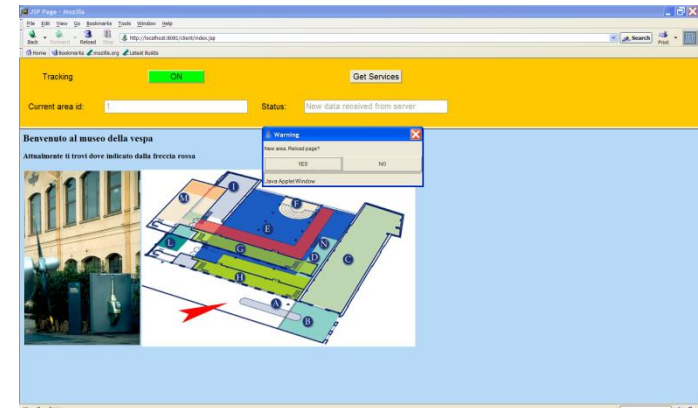 JSP Page - Mozilla
File Edit View Go Bookmarks Tools Window Help
Back Forward Reload Stop http://localhost:8081/client/index.jsp Search Print
Home Bookmarks mozilla.org Latest Builds
Tracking ON Get Services
Current area id: 1 Status: New data received from server
Benvenuto al museo della vespa
Attualmente ti trovi dove indicato dalla freccia rossa
Warning
New area. Reload page?
YES NO
Java Applet Window
M I F
E
L G D N C
H
A
B